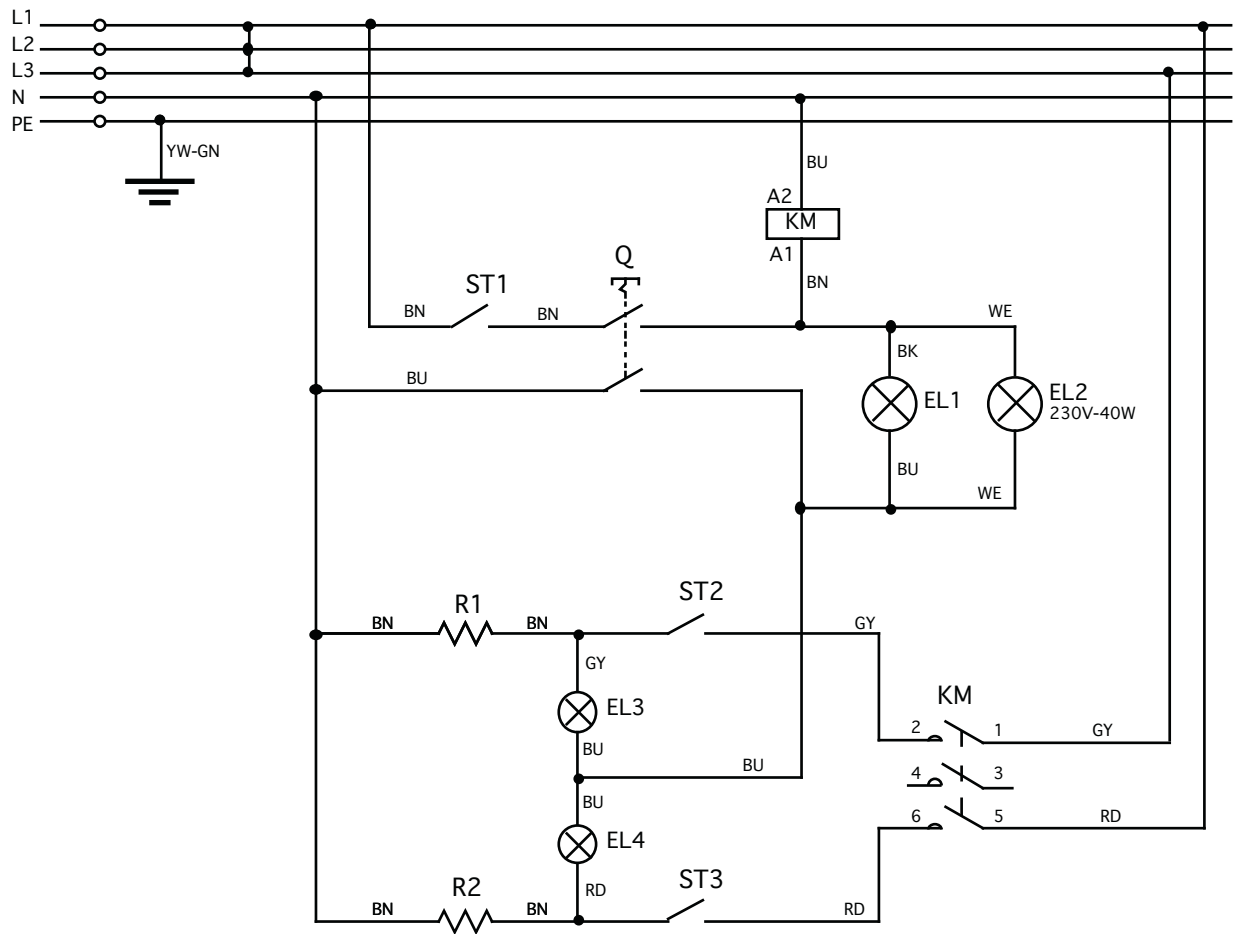 L1
L2
L3
N
PE
YW-GN
BU
A2
KM
A1
BN
Q
ST1
BN
BN
WE
BK
BU
EL1
EL2
230V-40W
BU
WE
R1
ST2
BN
BN
GY
GY
EL3
KM
BU
2
1
GY
BU
4
3
BU
6
5
RD
EL4
R2
RD
ST3
BN
BN
RD